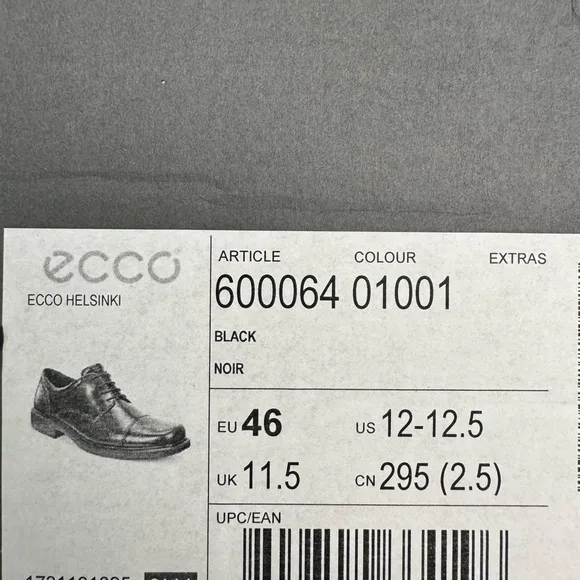 ecco
ECCO HELSINKI
ARTICLE COLOUR EXTRAS
600064 01001
BLACK
NOIR
EU 46 US 12-12.5
UK 11.5 CN 295 (2.5)
UPC/EAN